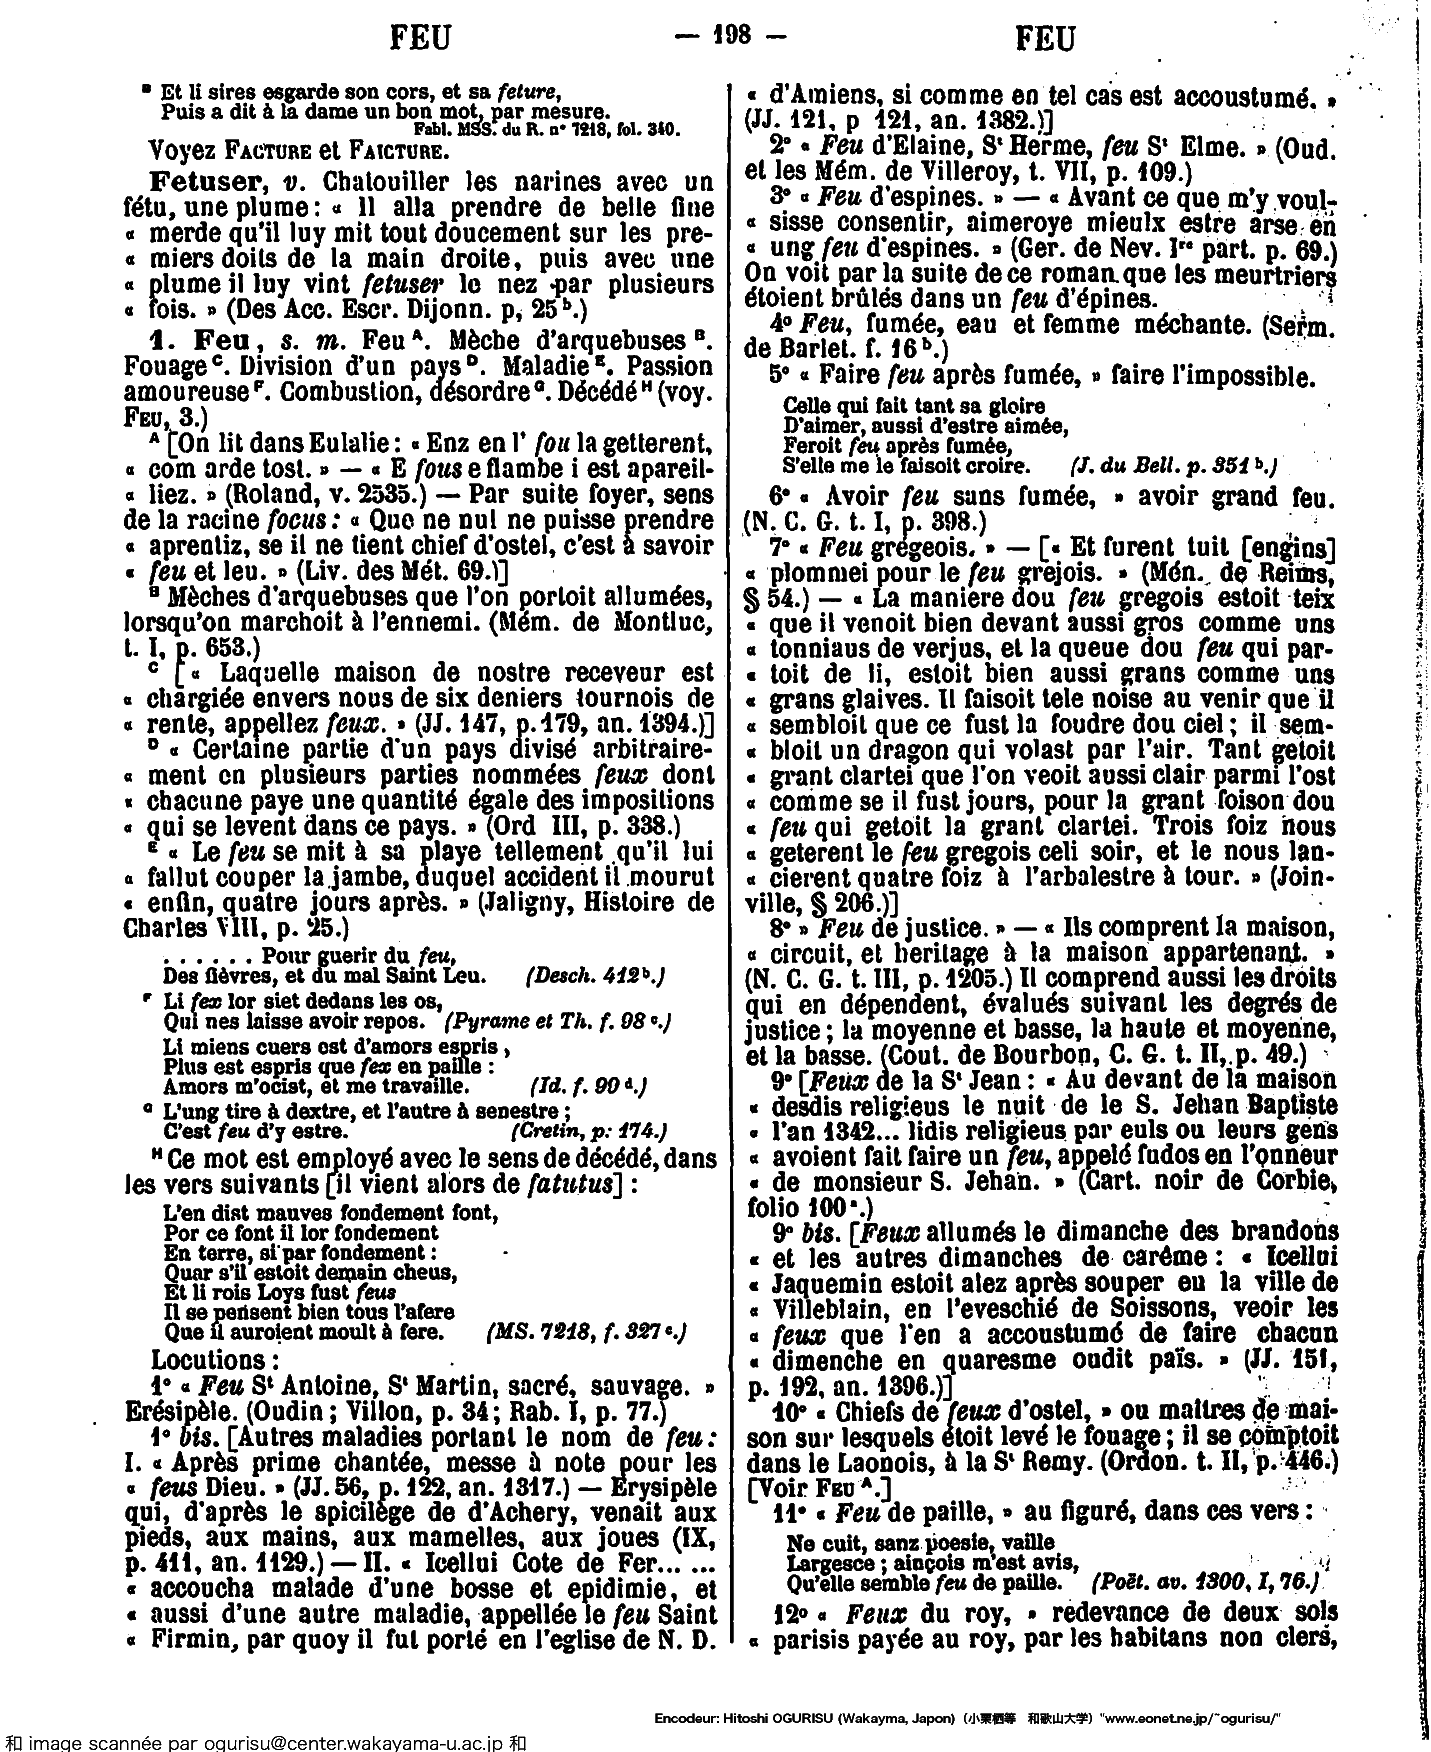 FEU — 198 — FEU
" Et li sires esgarde son cors, et sa feture,
Puis a dit à la dame un bon mot, par mesure.
Fabl. MSS. du R. n° 7218, fol. 340.
Voyez FACTURE et FAICTURE.
Fetuser, v. Chatouiller les narines avec un
fétu, une plume : « Il alla prendre de belle fine
« merde qu'il luy mit tout doucement sur les pre-
« miers doits de la main droite, puis avec une
« plume il luy vint fetuser le nez par plusieurs
« fois. » (Des Acc. Escr. Dijonn. p. 25ᵇ.)
1. Feu, s. m. Feu ᴬ. Mèche d'arquebuses ᴮ.
Fouage ᶜ. Division d'un pays ᴰ. Maladie ᴱ. Passion
amoureuse ᶠ. Combustion, désordre ᴳ. Décédé ᴴ (voy.
FEU, 3.)
ᴬ [On lit dans Eulalie : « Enz en l' fou la getterent,
« com arde tost. » — « E fous e flambe i est apareil-
« liez. » (Roland, v. 2535.) — Par suite foyer, sens
de la racine focus : « Que ne nul ne puisse prendre
« aprentiz, se il ne tient chief d'ostel, c'est à savoir
« feu et leu. » (Liv. des Mét. 69.)]
ᴮ Mèches d'arquebuses que l'on portoit allumées,
lorsqu'on marchoit à l'ennemi. (Mém. de Montluc,
t. I, p. 653.)
ᶜ [« Laquelle maison de nostre receveur est
« chargiée envers nous de six deniers tournois de
« rente, appellez feux. » (JJ. 147, p. 179, an. 1394.)]
ᴰ « Certaine partie d'un pays divisé arbitraire-
« ment en plusieurs parties nommées feux dont
« chacune paye une quantité égale des impositions
« qui se levent dans ce pays. » (Ord III, p. 338.)
ᴱ « Le feu se mit à sa playe tellement qu'il lui
« fallut couper la jambe, duquel accident il mourut
« enfin, quatre jours après. » (Jaligny, Histoire de
Charles VIII, p. 25.)
. . . . . . Pour guerir du feu,
Des fièvres, et du mal Saint Leu. (Desch. 412ᵇ.)
ᶠ Li fex lor siet dedans les os,
Qui nes laisse avoir repos. (Pyrame et Th. f. 98ᶜ.)
Li miens cuers est d'amors espris,
Plus est espris que fex en paille :
Amors m'ocist, et me travaille. (Id. f. 90ᵈ.)
ᴳ L'ung tire à dextre, et l'autre à senestre ;
C'est feu d'y estre. (Cretin, p. 174.)
ᴴ Ce mot est employé avec le sens de décédé, dans
les vers suivants [il vient alors de fatutus] :
L'en dist mauves fondement font,
Por ce font il lor fondement
En terre, si par fondement :
Quar s'il estoit demain cheus,
Et li rois Loys fust feus
Il se pensent bien tous l'afere
Que il auroient moult à fere. (MS. 7218, f. 327ᶜ.)
Locutions :
1° « Feu Sᵗ Antoine, Sᵗ Martin, sacré, sauvage. »
Erésipèle. (Oudin ; Villon, p. 34 ; Rab. I, p. 77.)
1° bis. [Autres maladies portant le nom de feu :
I. « Après prime chantée, messe à note pour les
« feus Dieu. » (JJ. 56, p. 122, an. 1317.) — Erysipèle
qui, d'après le spicilège de d'Achery, venait aux
pieds, aux mains, aux mamelles, aux joues (IX,
p. 411, an. 1129.) — II. « Icellui Cote de Fer... ...
« accoucha malade d'une bosse et epidimie, et
« aussi d'une autre maladie, appellée le feu Saint
« Firmin, par quoy il fut porté en l'eglise de N. D.
« d'Amiens, si comme en tel cas est accoustumé. »
(JJ. 121, p 121, an. 1382.)]
2° « Feu d'Elaine, Sᵗ Herme, feu Sᵗ Elme. » (Oud.
et les Mém. de Villeroy, t. VII, p. 109.)
3° « Feu d'espines. » — « Avant ce que m'y voul-
« sisse consentir, aimeroye mieulx estre arse en
« ung feu d'espines. » (Ger. de Nev. Iʳᵉ part. p. 69.)
On voit par la suite de ce roman que les meurtriers
étoient brûlés dans un feu d'épines.
4° Feu, fumée, eau et femme méchante. (Serm.
de Barlet. f. 16ᵇ.)
5° « Faire feu après fumée, » faire l'impossible.
Celle qui fait tant sa gloire
D'aimer, aussi d'estre aimée,
Feroit feu après fumée,
S'elle me le faisoit croire. (J. du Bell. p. 351ᵇ.)
6° « Avoir feu sans fumée, » avoir grand feu.
(N. C. G. t. I, p. 398.)
7° « Feu grégeois. » — [« Et furent tuit [engins]
« plommei pour le feu grejois. » (Mén. de Reims,
§ 54.) — « La maniere dou feu gregois estoit teix
« que il venoit bien devant aussi gros comme uns
« tonniaus de verjus, et la queue dou feu qui par-
« toit de li, estoit bien aussi grans comme uns
« grans glaives. Il faisoit tele noise au venir que il
« sembloit que ce fust la foudre dou ciel ; il sem-
« bloit un dragon qui volast par l'air. Tant getoit
« grant clartei que l'on veoit aussi clair parmi l'ost
« comme se il fust jours, pour la grant foison dou
« feu qui getoit la grant clartei. Trois foiz nous
« geterent le feu gregois celi soir, et le nous lan-
« cierent quatre foiz à l'arbalestre à tour. » (Join-
ville, § 206.)]
8° » Feu de justice. » — « Ils comprent la maison,
« circuit, et heritage à la maison appartenant. »
(N. C. G. t. III, p. 1205.) Il comprend aussi les droits
qui en dépendent, évalués suivant les degrés de
justice ; la moyenne et basse, la haute et moyenne,
et la basse. (Cout. de Bourbon, C. G. t. II, p. 49.)
9° [Feux de la Sᵗ Jean : « Au devant de la maison
« desdis religieus le nuit de le S. Jehan Baptiste
« l'an 1342... lidis religieus par euls ou leurs gens
« avoient fait faire un feu, appelé fudos en l'onneur
« de monsieur S. Jehan. » (Cart. noir de Corbie,
folio 100ᵃ.)
9° bis. [Feux allumés le dimanche des brandons
« et les autres dimanches de carême : « Icellui
« Jaquemin estoit alez après souper eu la ville de
« Villeblain, en l'eveschié de Soissons, veoir les
« feux que l'en a accoustumé de faire chacun
« dimenche en quaresme oudit païs. » (JJ. 151,
p. 192, an. 1396.)]
10° « Chiefs de feux d'ostel, » ou maîtres de mai-
son sur lesquels étoit levé le fouage ; il se comptoit
dans le Laonois, à la Sᵗ Remy. (Ordon. t. II, p. 446.)
[Voir FEU ᴬ.]
11° « Feu de paille, » au figuré, dans ces vers :
Ne cuit, sanz poesie, vaille
Largesce ; ainçois m'est avis,
Qu'elle semble feu de paille. (Poët. av. 1300, I, 76.)
12° « Feux du roy, » redevance de deux sols
« parisis payée au roy, par les habitans non clers,
Encodeur: Hitoshi OGURISU (Wakayma, Japon) (小栗栖等 和歌山大学) "www.eonet.ne.jp/~ogurisu/"
和 image scannée par ogurisu@center.wakayama-u.ac.jp 和